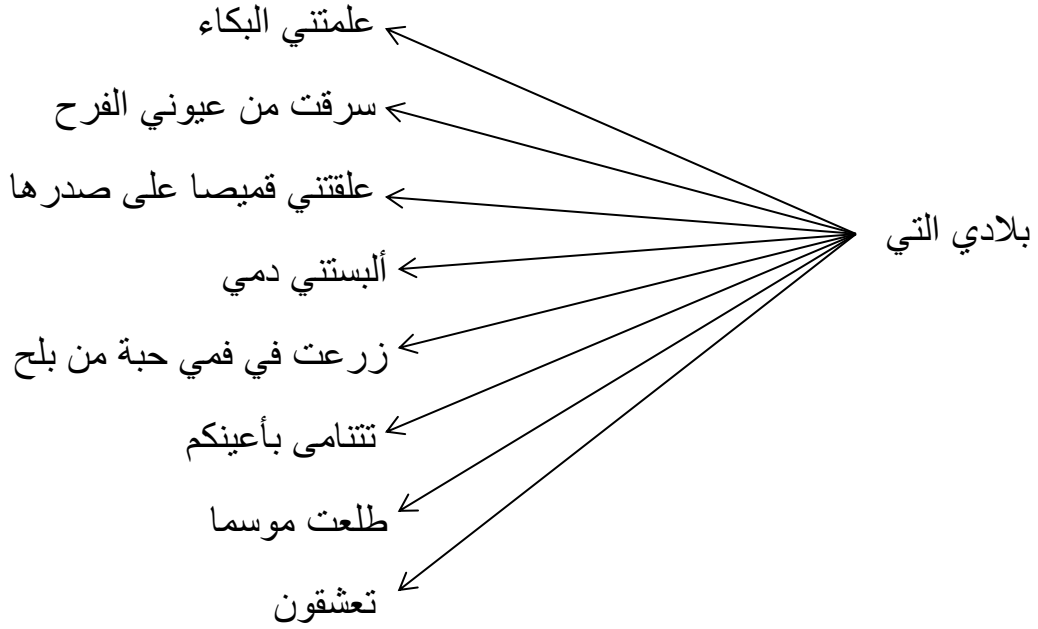 بلادي التي
علمتني البكاء
سرقت من عيوني الفرح
علقتني قميصا على صدرها
ألبستني دمي
زرعت في فمي حبة من بلح
تتنامى بأعينكم
طلعت موسما
تعشقون